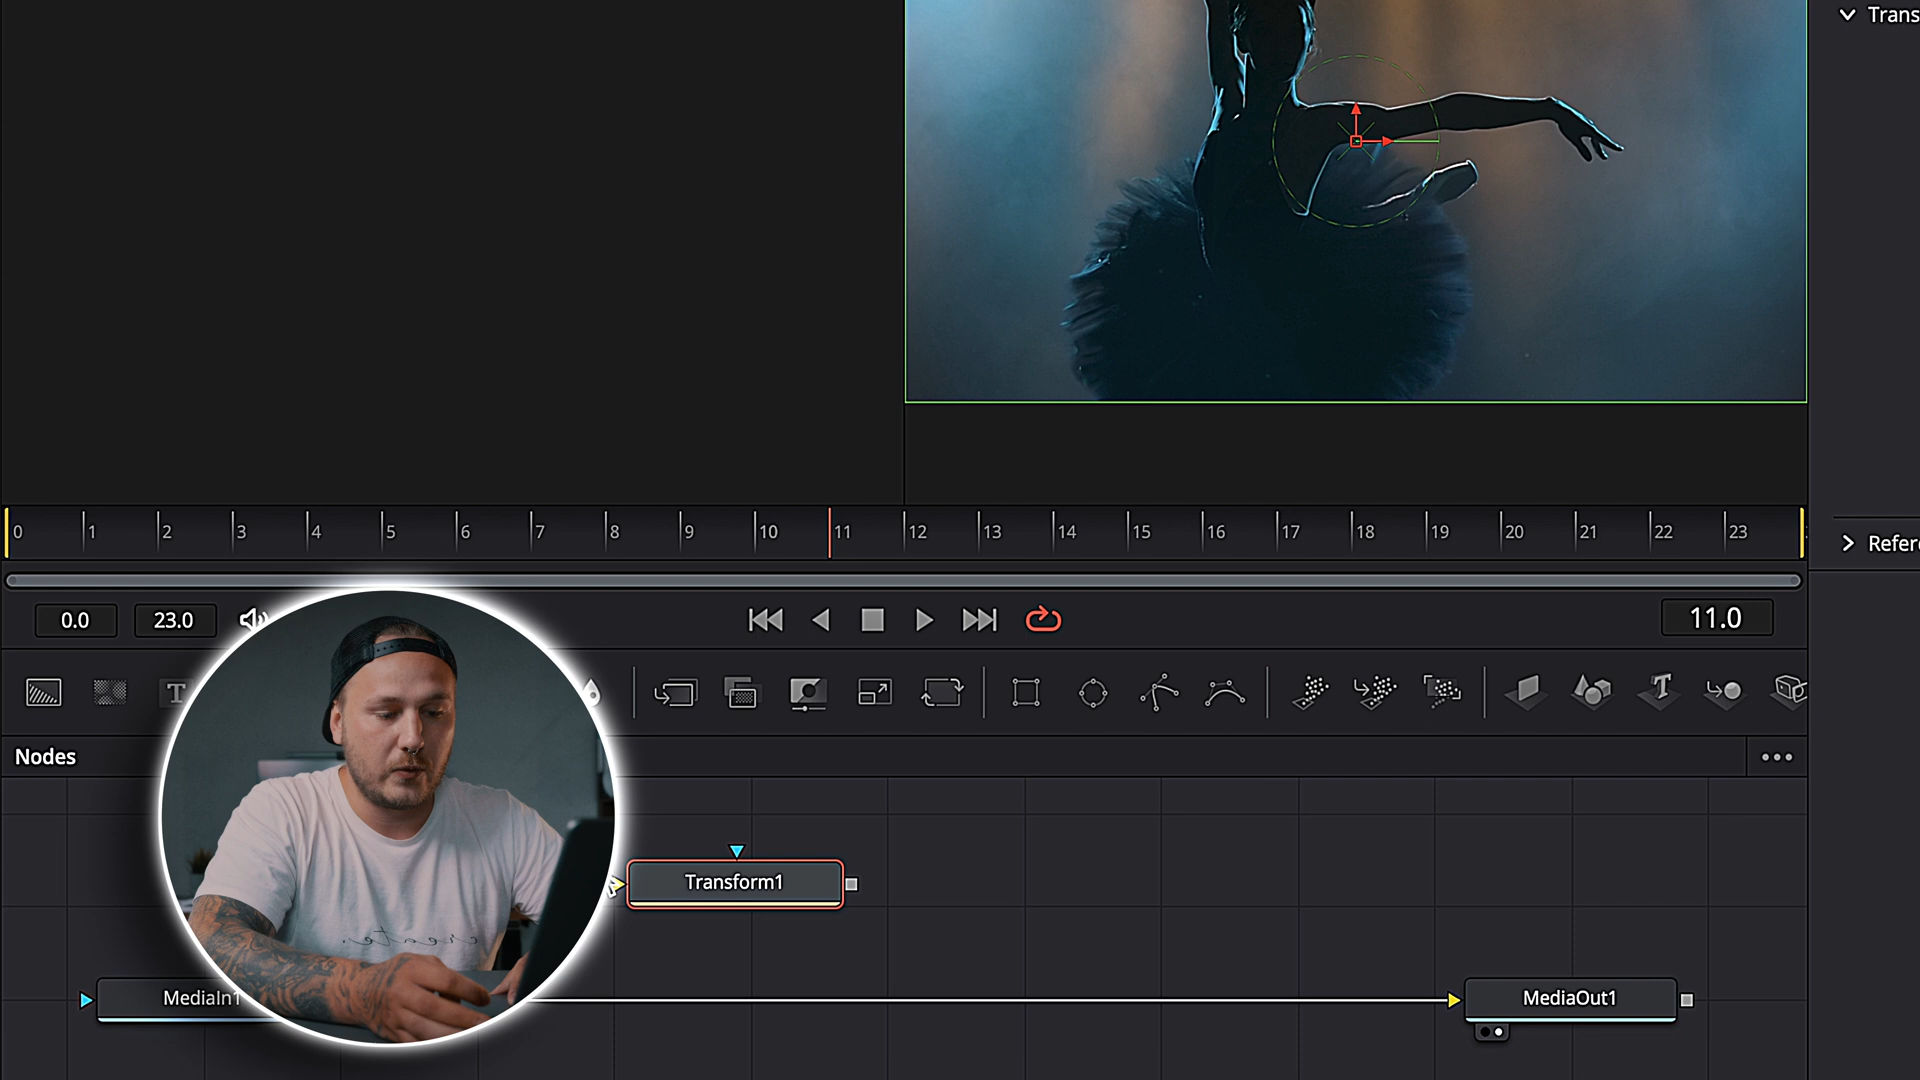 Trans
0 1 2 3 4 5 6 7 8 9 10 11 12 13 14 15 16 17 18 19 20 21 22 23
Refer
0.0 23.0 11.0
T T
Nodes
Transform1
create.
MediaIn1 MediaOut1